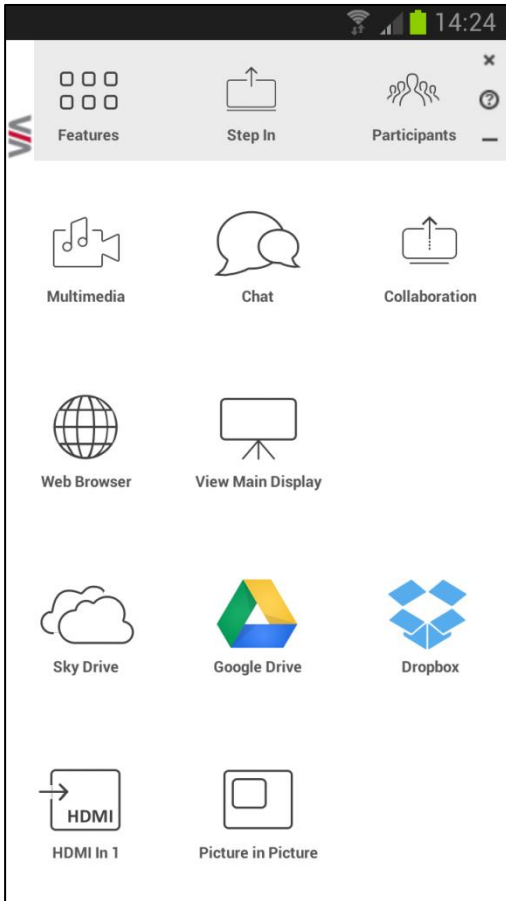 14:24
Features Step In Participants
Multimedia Chat Collaboration
Web Browser View Main Display
Sky Drive Google Drive Dropbox
HDMI
HDMI In 1 Picture in Picture